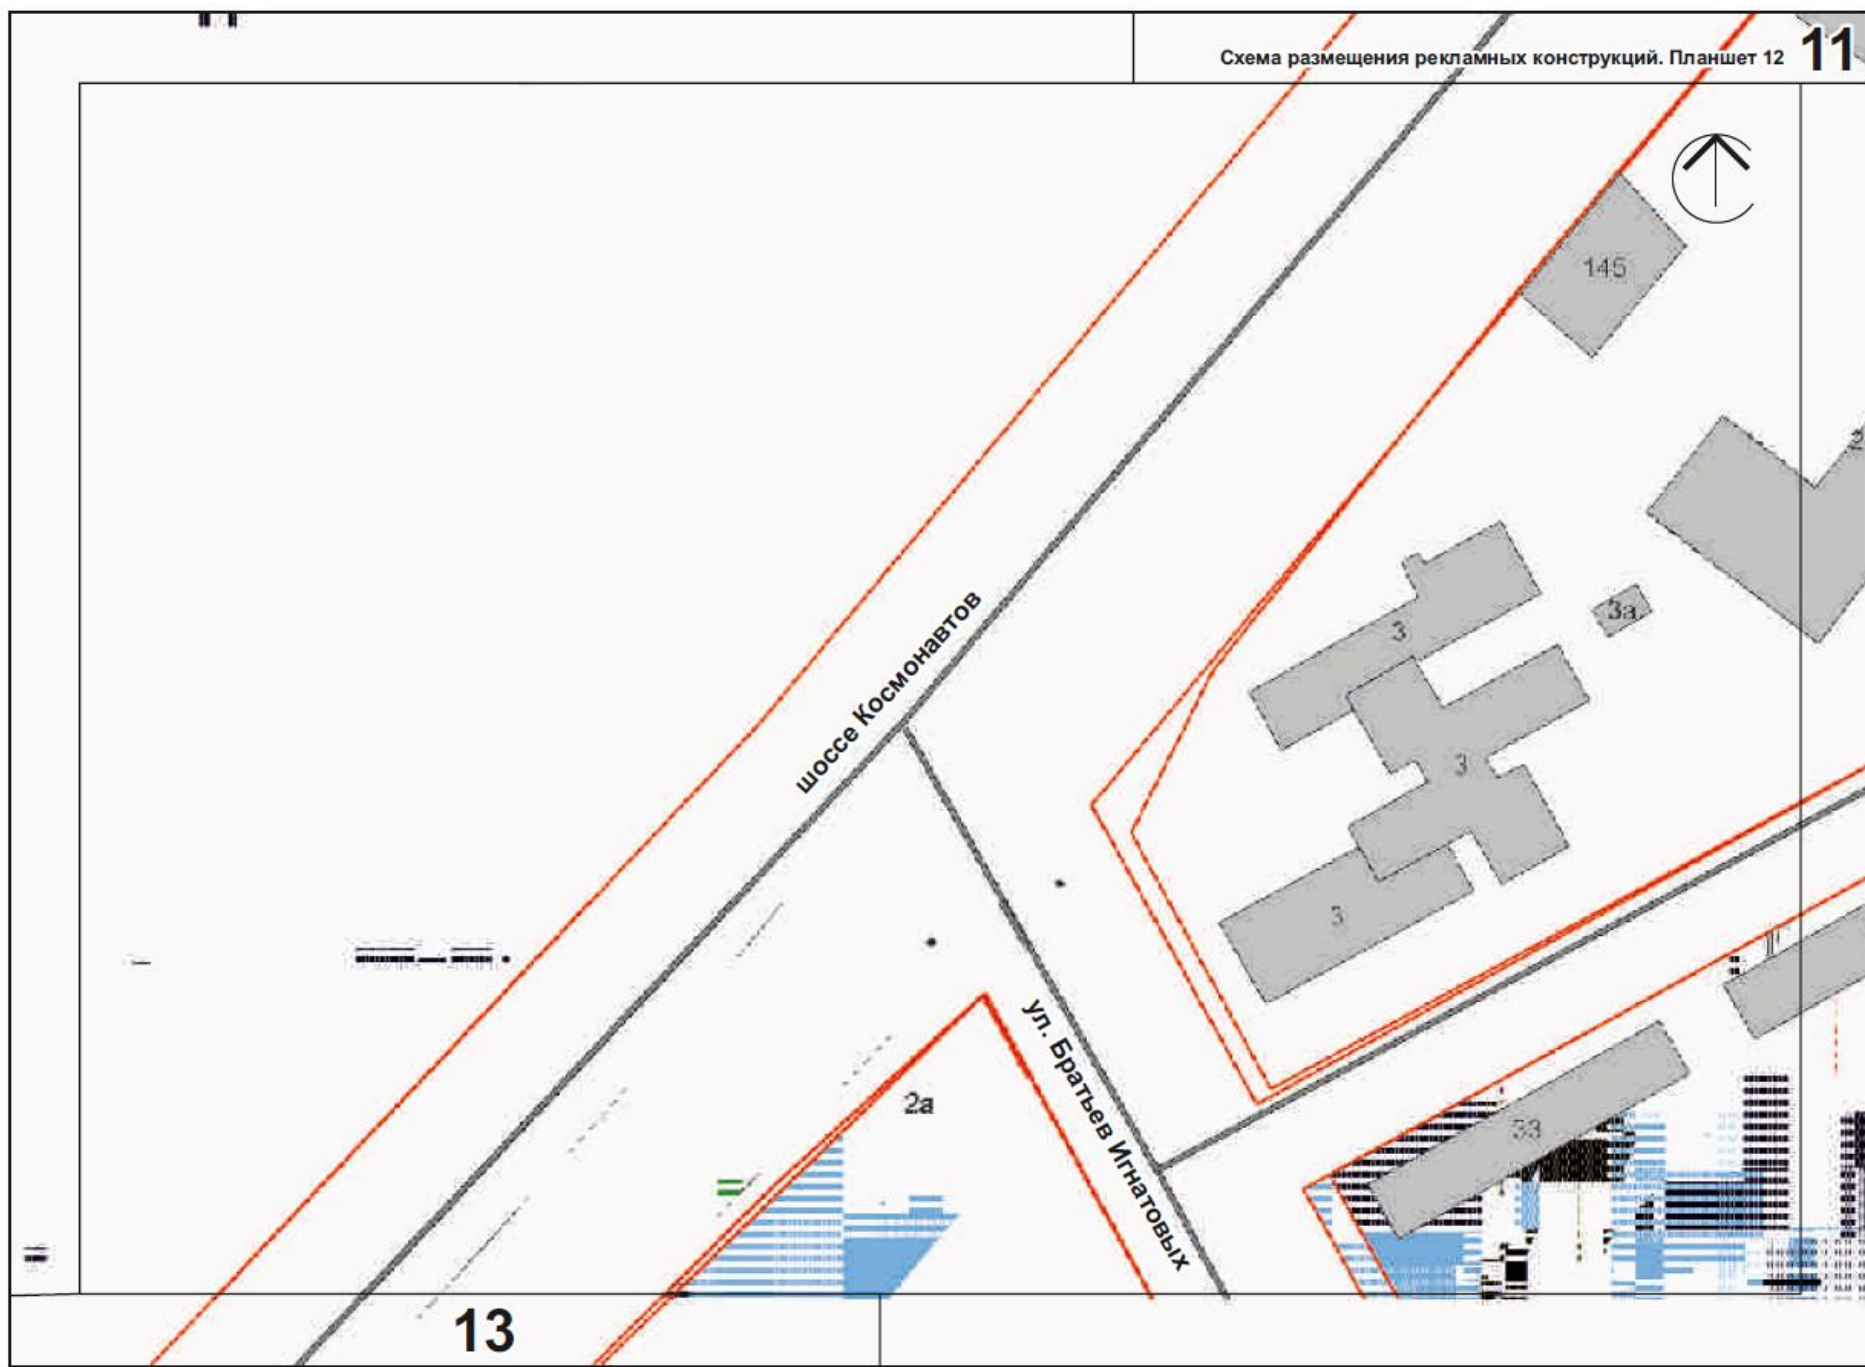 Схема размещения рекламных конструкций. Планшет 12
11
145
2
3
3а
шоссе Космонавтов
3
3
2а
ул. Братьев Игнатовых
33
13